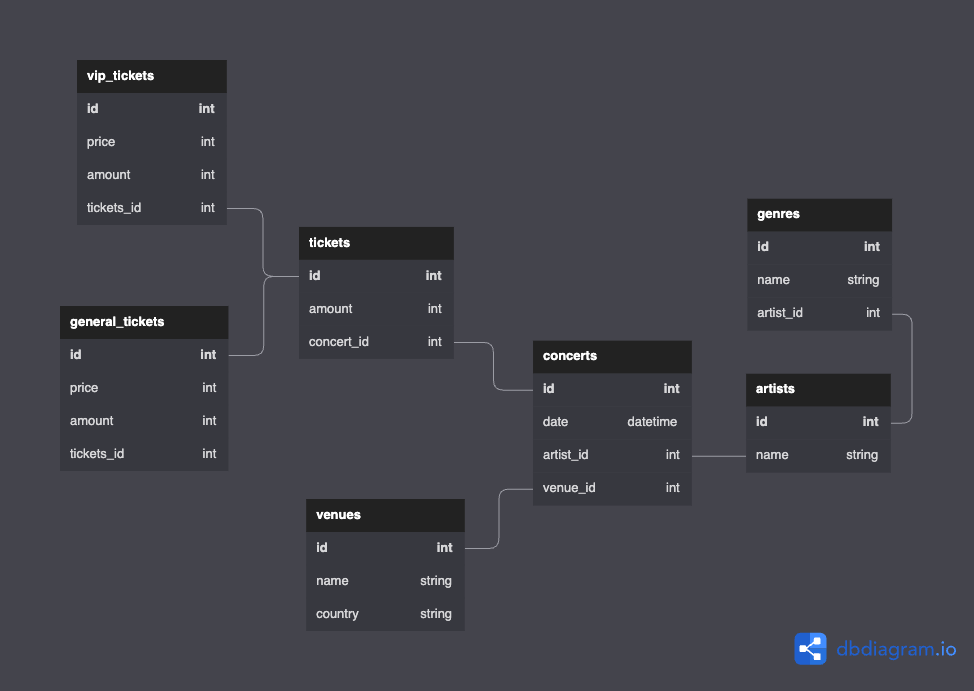 vip_tickets
id int
price int
amount int
tickets_id int
general_tickets
id int
price int
amount int
tickets_id int
tickets
id int
amount int
concert_id int
venues
id int
name string
country string
concerts
id int
date datetime
artist_id int
venue_id int
genres
id int
name string
artist_id int
artists
id int
name string
dbdiagram.io